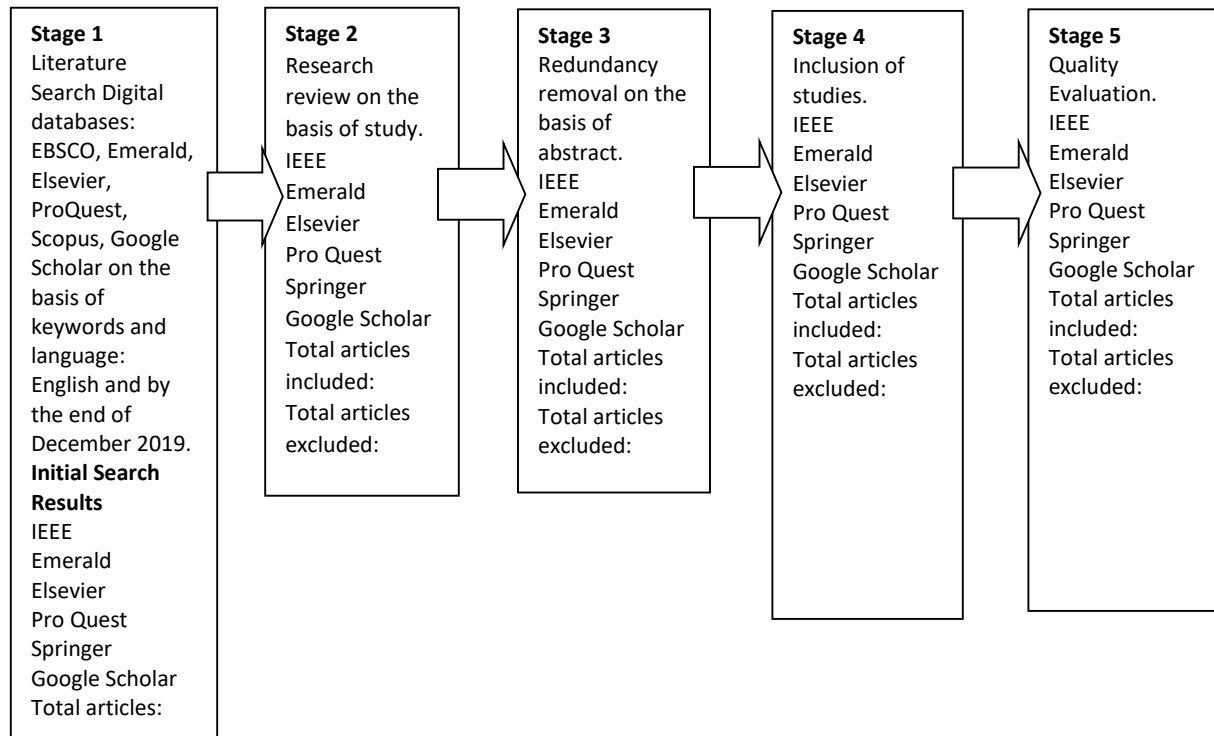 Stage 1
Literature
Search Digital
databases:
EBSCO, Emerald,
Elsevier,
ProQuest,
Scopus, Google
Scholar on the
basis of
keywords and
language:
English and by
the end of
December 2019.
Initial Search
Results
IEEE
Emerald
Elsevier
Pro Quest
Springer
Google Scholar
Total articles:
Stage 2
Research
review on the
basis of study.
IEEE
Emerald
Elsevier
Pro Quest
Springer
Google Scholar
Total articles
included:
Total articles
excluded:
Stage 3
Redundancy
removal on the
basis of
abstract.
IEEE
Emerald
Elsevier
Pro Quest
Springer
Google Scholar
Total articles
included:
Total articles
excluded:
Stage 4
Inclusion of
studies.
IEEE
Emerald
Elsevier
Pro Quest
Springer
Google Scholar
Total articles
included:
Total articles
excluded:
Stage 5
Quality
Evaluation.
IEEE
Emerald
Elsevier
Pro Quest
Springer
Google Scholar
Total articles
included:
Total articles
excluded: